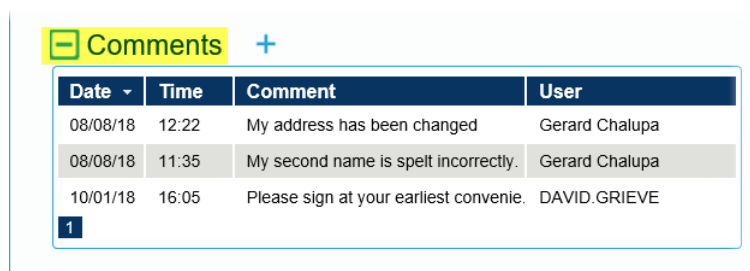 Comments +
Date Time Comment User
08/08/18 12:22 My address has been changed Gerard Chalupa
08/08/18 11:35 My second name is spelt incorrectly. Gerard Chalupa
10/01/18 16:05 Please sign at your earliest convenie. DAVID.GRIEVE
1